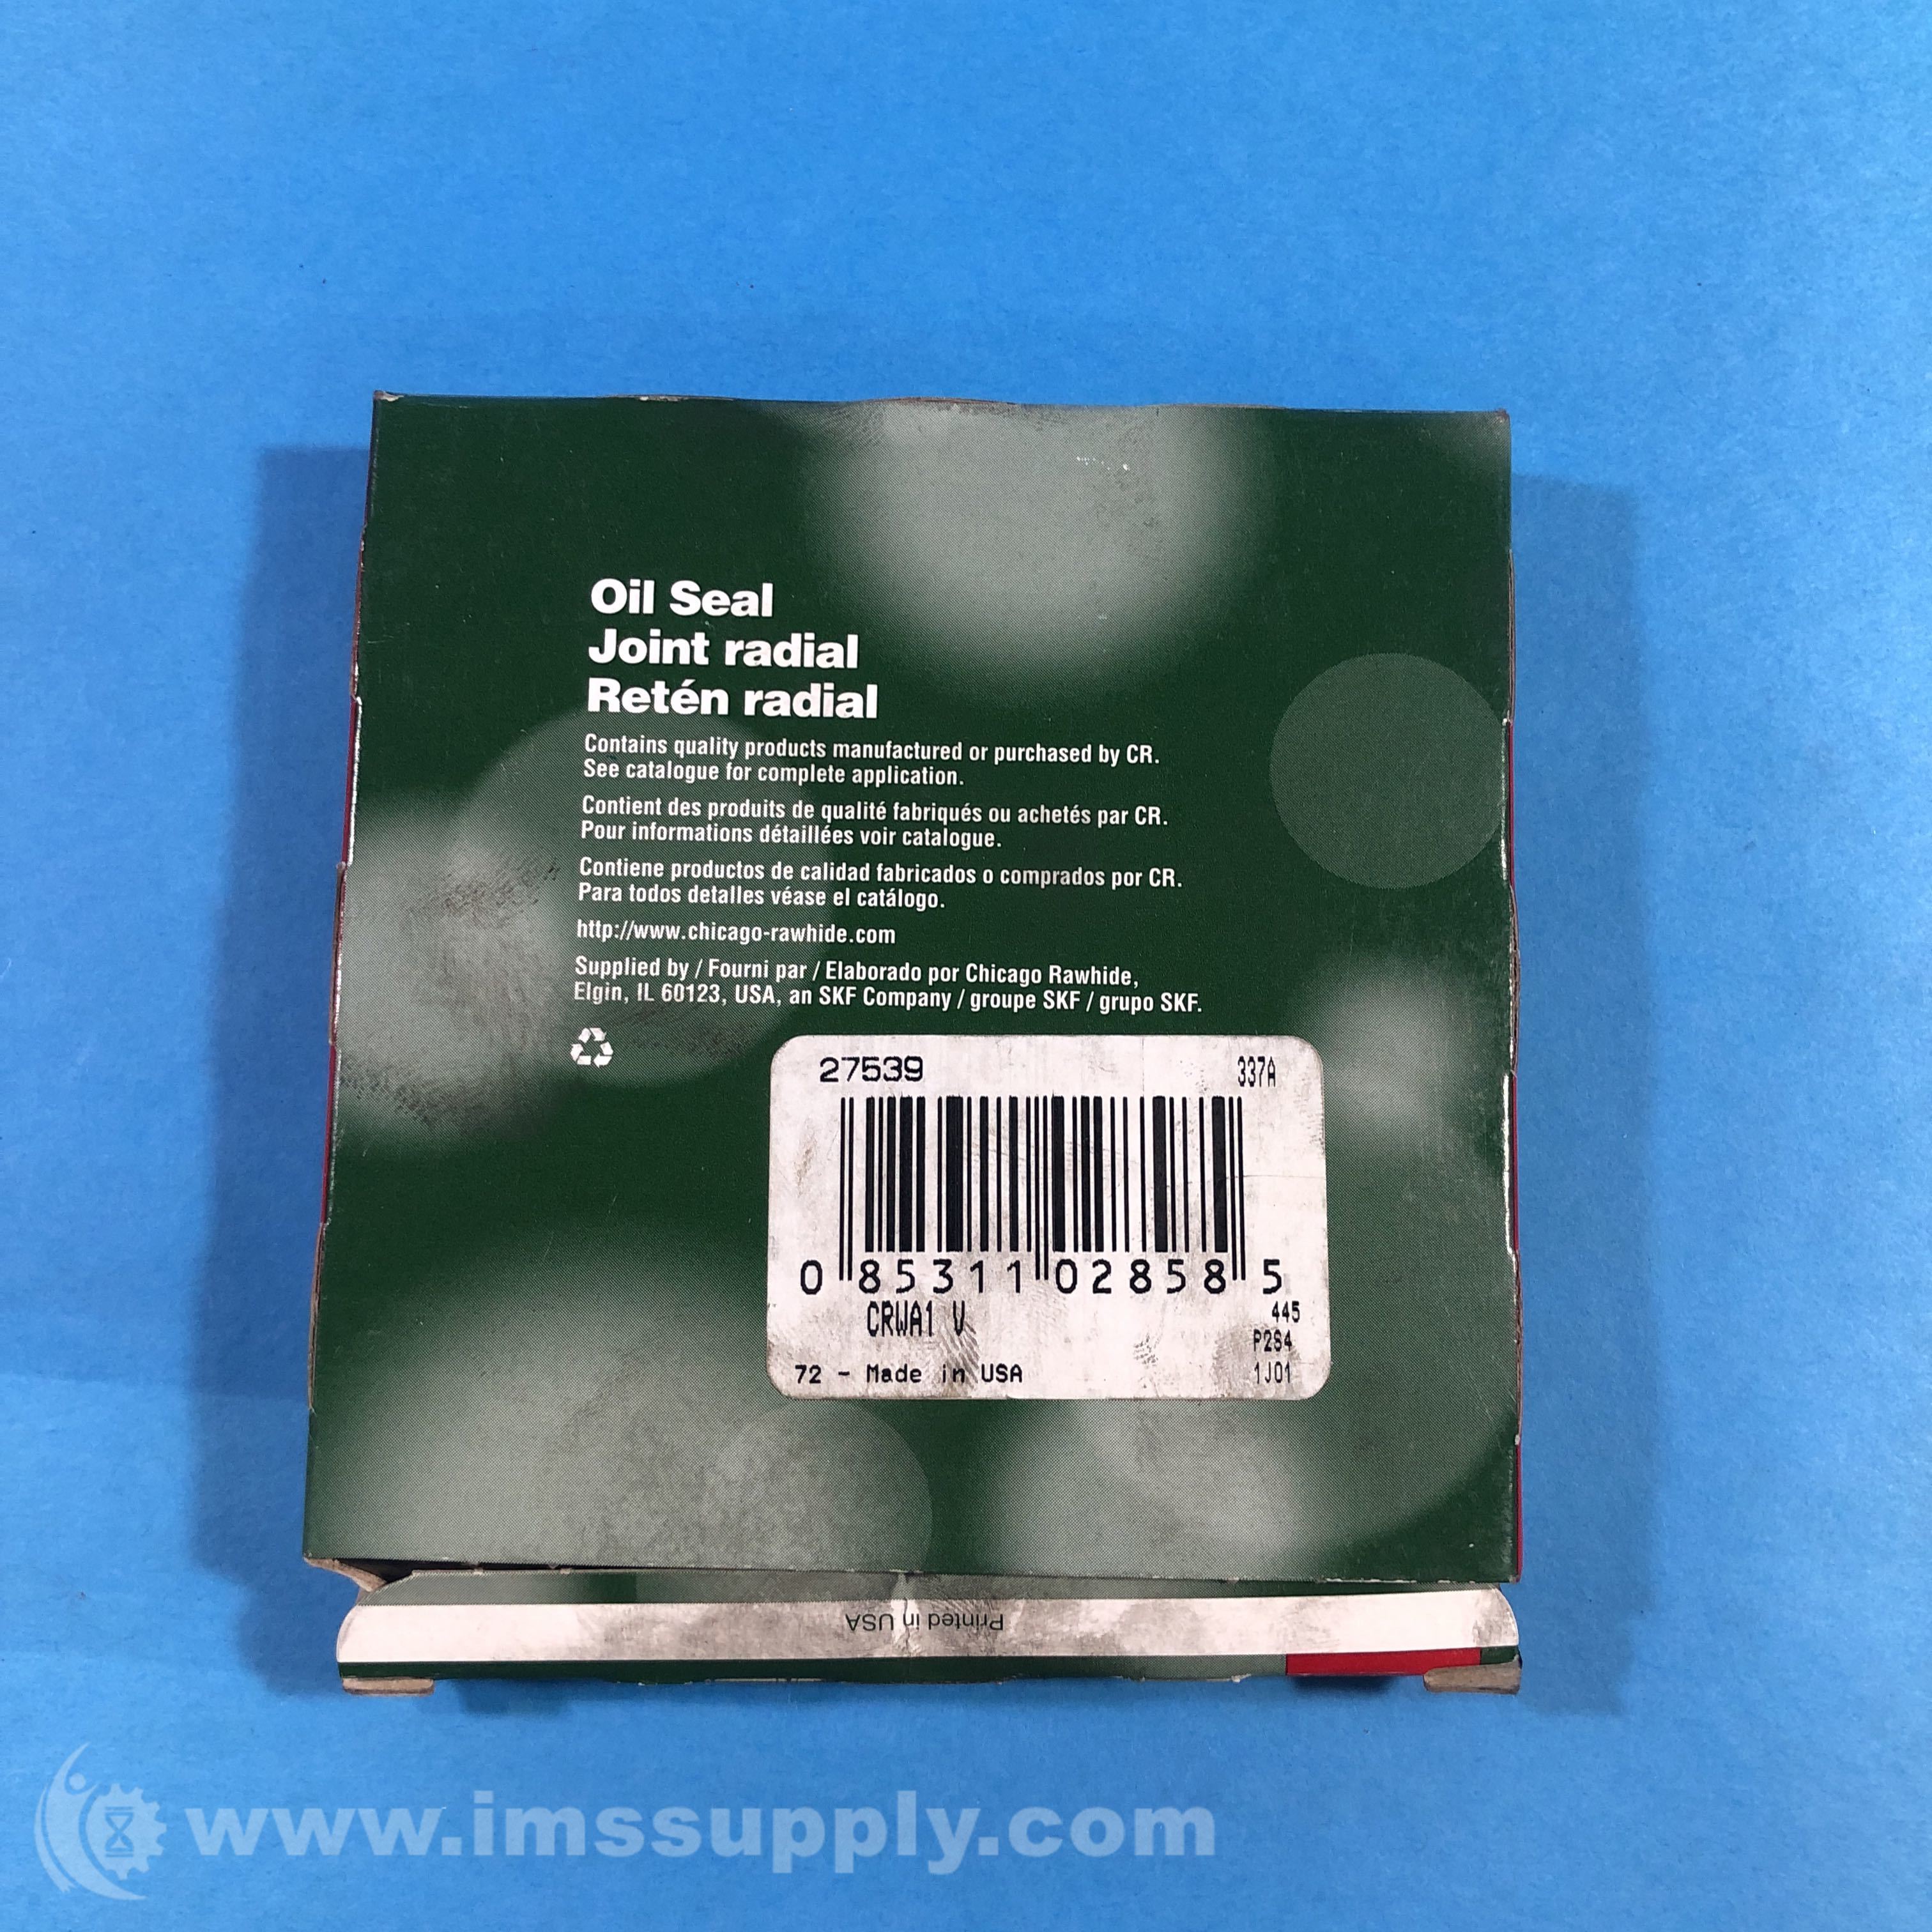 Oil Seal
Joint radial
Retén radial
Contains quality products manufactured or purchased by CR.
See catalogue for complete application.
Contient des produits de qualité fabriqués ou achetés par CR.
Pour informations détaillées voir catalogue.
Contiene productos de calidad fabricados o comprados por CR.
Para todos detalles véase el catálogo.
http://www.chicago-rawhide.com
Supplied by / Fourni par / Elaborado por Chicago Rawhide,
Elgin, IL 60123, USA, an SKF Company / groupe SKF / grupo SKF.
27539 337A
0 85311 02858 5
CRWA1 V 445
P2S4
72 - Made in USA 1J01
Printed in USA
www.imssupply.com